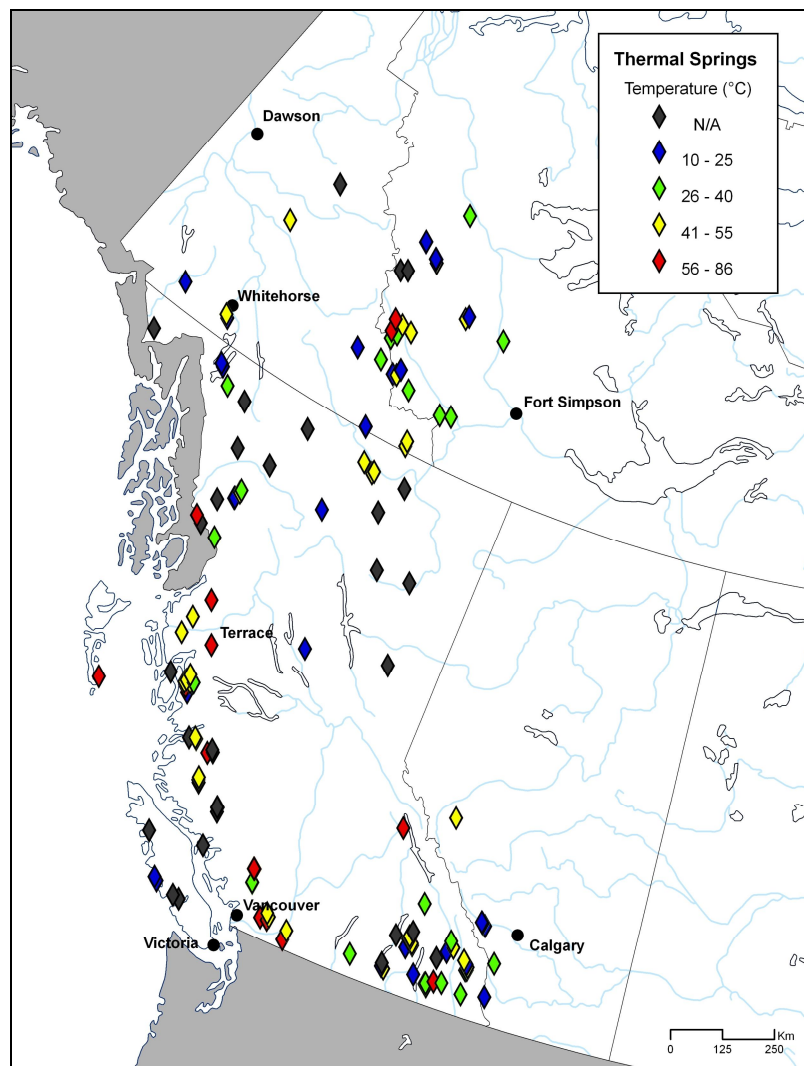 Thermal Springs
Temperature (°C)
N/A
10 - 25
26 - 40
41 - 55
56 - 86
Dawson
Whitehorse
Fort Simpson
Terrace
Vancouver
Victoria
Calgary
Km
0 125 250